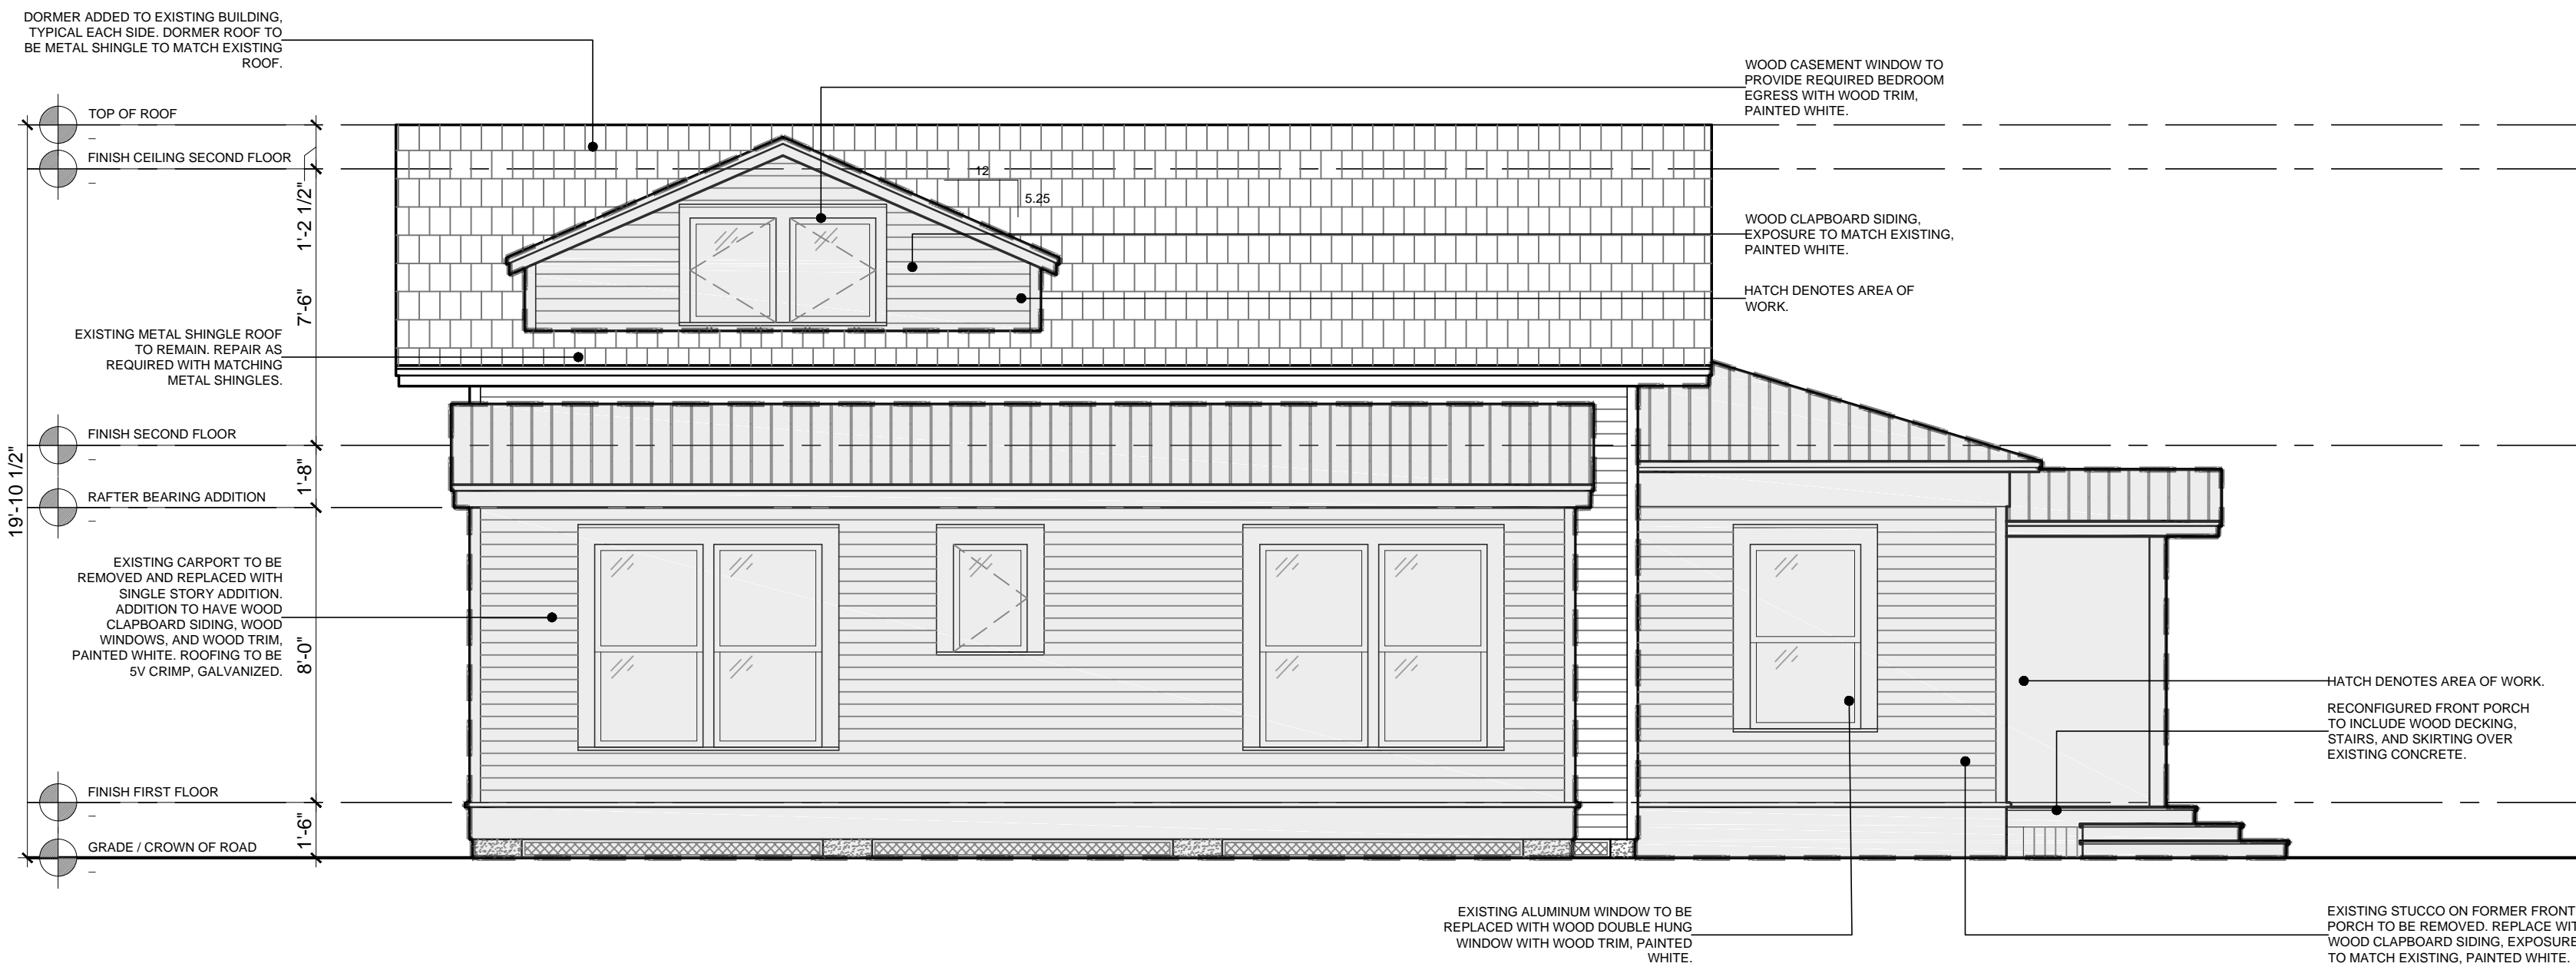 DORMER ADDED TO EXISTING BUILDING,
TYPICAL EACH SIDE. DORMER ROOF TO
BE METAL SHINGLE TO MATCH EXISTING
ROOF.
TOP OF ROOF
FINISH CEILING SECOND FLOOR
1'-2 1/2"
7'-6"
EXISTING METAL SHINGLE ROOF
TO REMAIN. REPAIR AS
REQUIRED WITH MATCHING
METAL SHINGLES.
FINISH SECOND FLOOR
1'-8"
RAFTER BEARING ADDITION
19'-10 1/2"
EXISTING CARPORT TO BE
REMOVED AND REPLACED WITH
SINGLE STORY ADDITION.
ADDITION TO HAVE WOOD
CLAPBOARD SIDING, WOOD
WINDOWS, AND WOOD TRIM,
PAINTED WHITE. ROOFING TO BE
5V CRIMP, GALVANIZED.
8'-0"
FINISH FIRST FLOOR
1'-6"
GRADE / CROWN OF ROAD
12
5.25
WOOD CASEMENT WINDOW TO
PROVIDE REQUIRED BEDROOM
EGRESS WITH WOOD TRIM,
PAINTED WHITE.
WOOD CLAPBOARD SIDING,
EXPOSURE TO MATCH EXISTING,
PAINTED WHITE.
HATCH DENOTES AREA OF
WORK.
HATCH DENOTES AREA OF WORK.
RECONFIGURED FRONT PORCH
TO INCLUDE WOOD DECKING,
STAIRS, AND SKIRTING OVER
EXISTING CONCRETE.
EXISTING ALUMINUM WINDOW TO BE
REPLACED WITH WOOD DOUBLE HUNG
WINDOW WITH WOOD TRIM, PAINTED
WHITE.
EXISTING STUCCO ON FORMER FRONT
PORCH TO BE REMOVED. REPLACE WIT
WOOD CLAPBOARD SIDING, EXPOSURE
TO MATCH EXISTING, PAINTED WHITE.